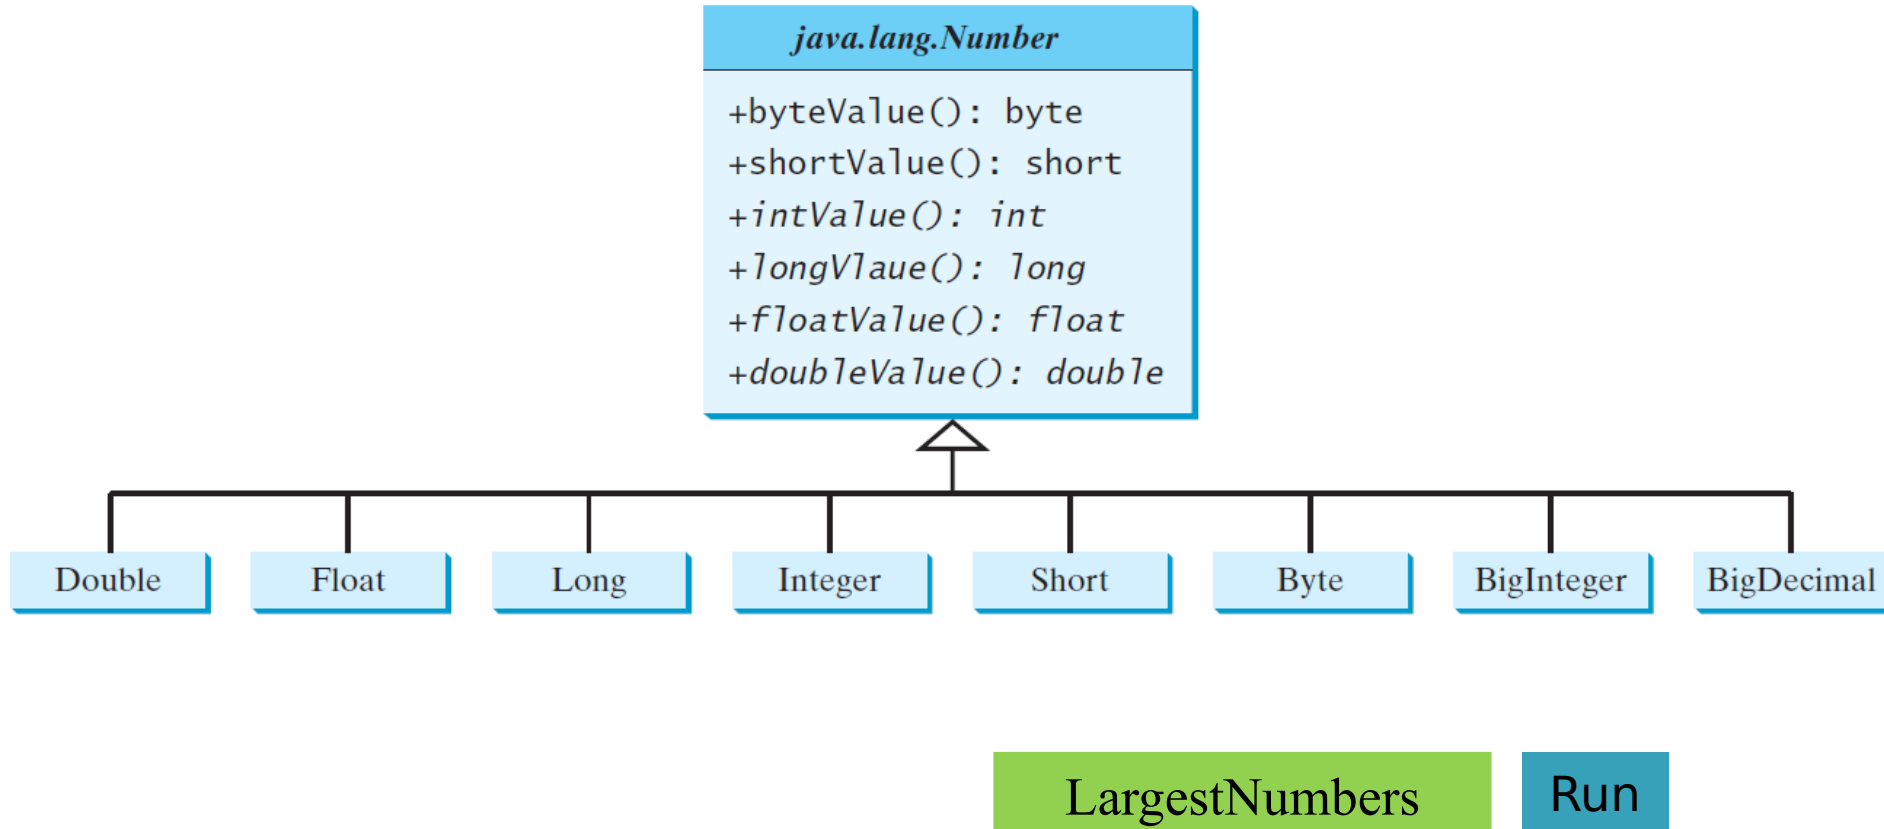 java.lang.Number
+byteValue(): byte
+shortValue(): short
+intValue(): int
+longVlaue(): long
+floatValue(): float
+doubleValue(): double
Double Float Long Integer Short Byte BigInteger BigDecimal
LargestNumbers Run